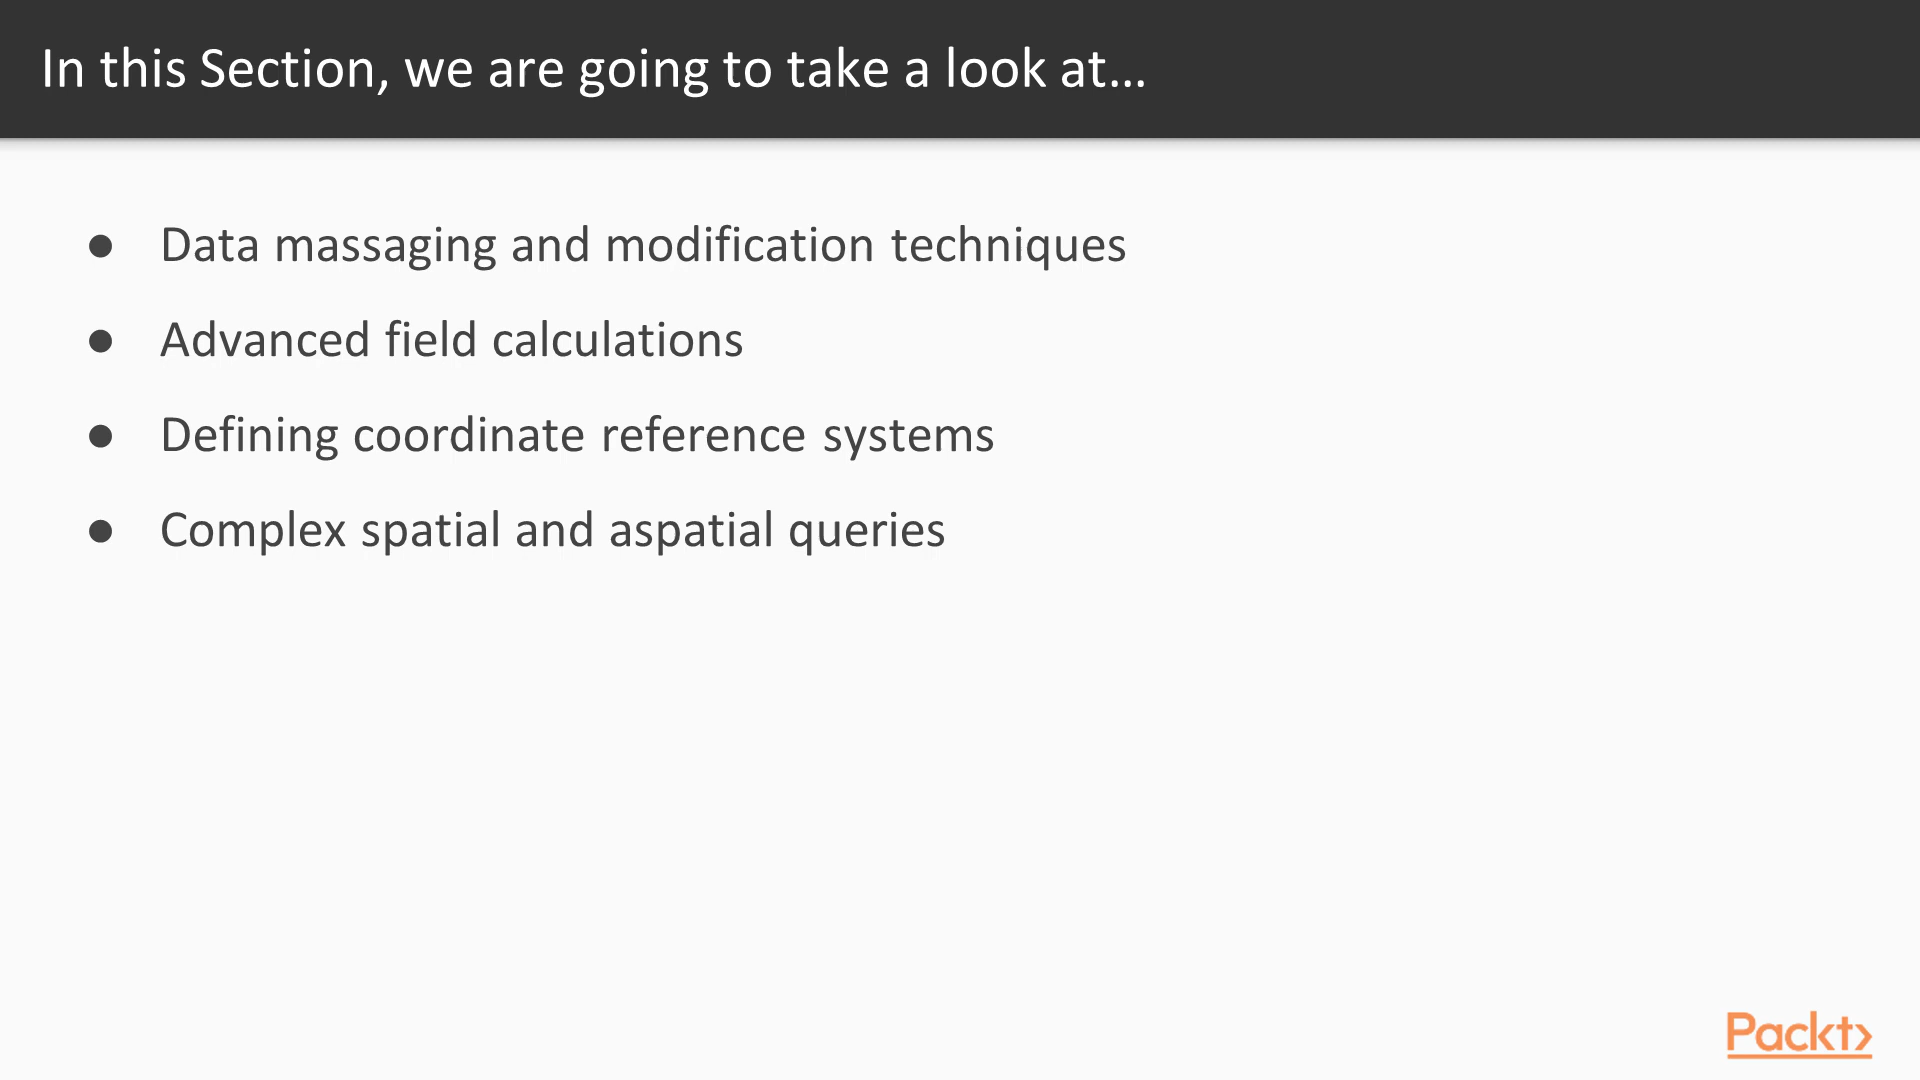 In this Section, we are going to take a look at...
● Data massaging and modification techniques
● Advanced field calculations
● Defining coordinate reference systems
● Complex spatial and aspatial queries
Packt>